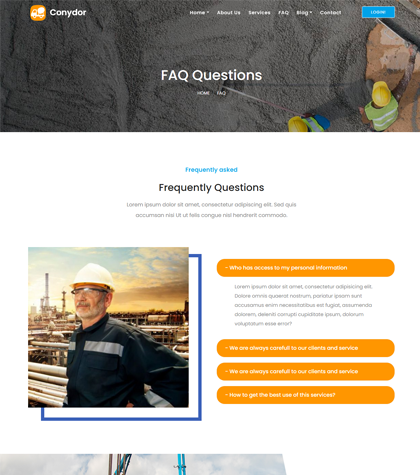 Conydor
Home
About Us
Services
FAQ
Blog
Contact
LOGIN
FAQ Questions
HOME
FAQ
Frequently asked
Frequently Questions
Lorem ipsum dolor sit amet, consectetur adipiscing elit. Sed quis
accumsan nisi Ut ut felis congue nisl hendrerit commodo.
- Who has access to my personal information
Lorem ipsum dolor sit amet, consectetur adipisicing elit.
Dolore omnis quaerat nostrum, pariatur ipsam sunt
accusamus enim necessitatibus est fugiat, assumenda
dolorem, deleniti corrupti cupiditate ipsum, dolorum
voluptatem esse error?
- We are always carefull to our clients and service
- We are always carefull to our clients and service
- How to get the best use of this services?